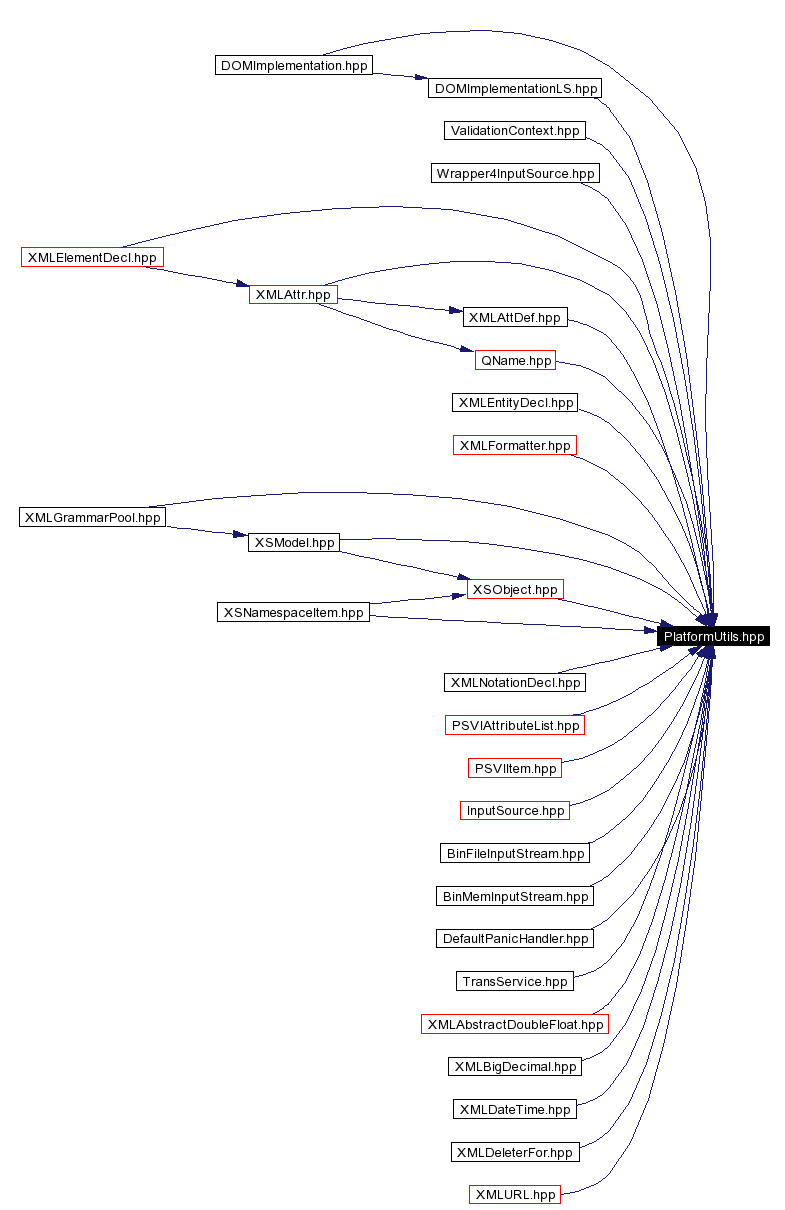 DOMImplementation.hpp
DOMImplementationLS.hpp
ValidationContext.hpp
Wrapper4InputSource.hpp
XMLElementDecl.hpp
XMLAttr.hpp
XMLAttDef.hpp
QName.hpp
XMLEntityDecl.hpp
XMLFormatter.hpp
XMLGrammarPool.hpp
XSModel.hpp
XSObject.hpp
XSNamespaceItem.hpp
PlatformUtils.hpp
XMLNotationDecl.hpp
PSVIAttributeList.hpp
PSVIItem.hpp
InputSource.hpp
BinFileInputStream.hpp
BinMemInputStream.hpp
DefaultPanicHandler.hpp
TransService.hpp
XMLAbstractDoubleFloat.hpp
XMLBigDecimal.hpp
XMLDateTime.hpp
XMLDeleterFor.hpp
XMLURL.hpp